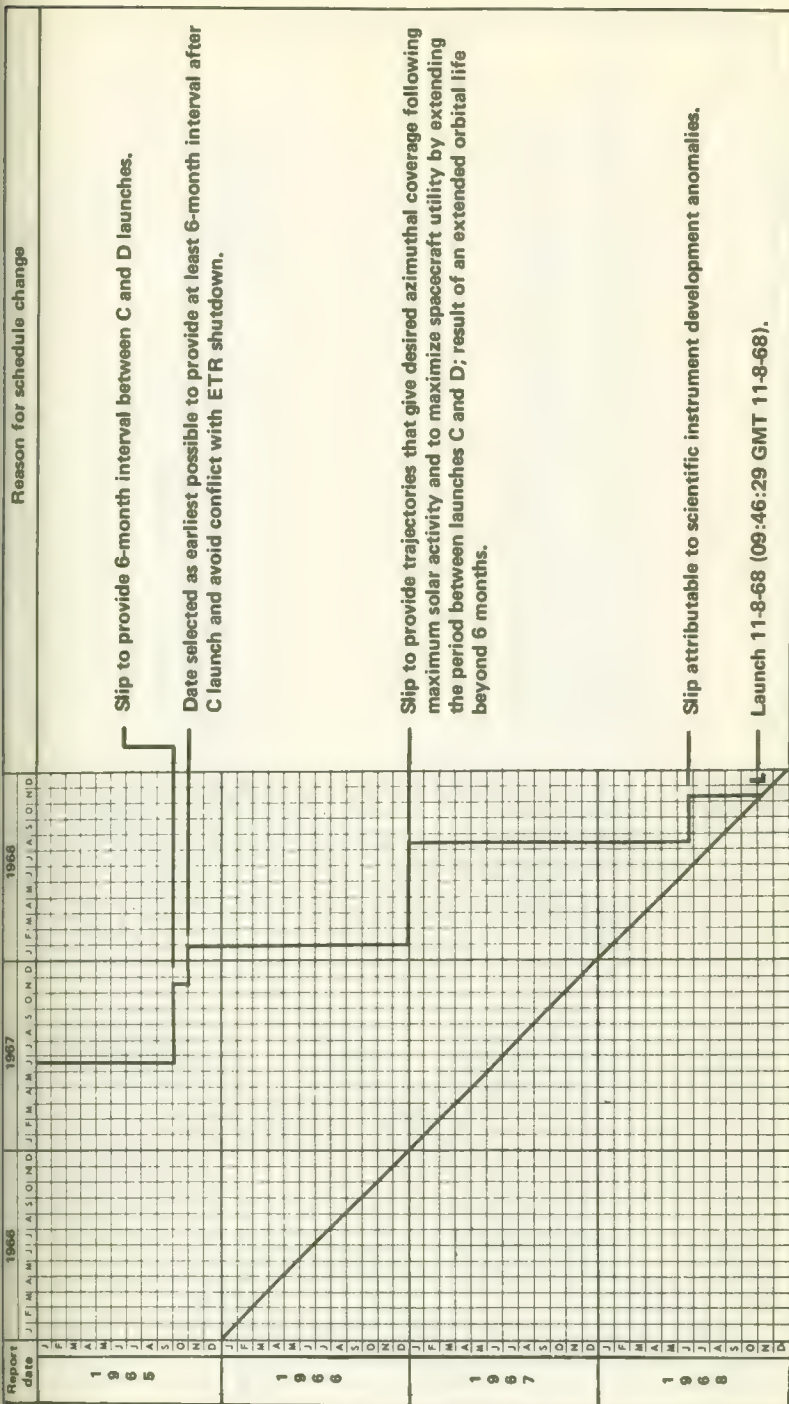 Report date
1966
1967
1968
Reason for schedule change
J F M A M J J A S O N D J F M A M J J A S O N D J F M A M J J A S O N D
1965
J
F
M
A
M
J
J
A
S
O
N
D
1966
J
F
M
A
M
J
J
A
S
O
N
D
1967
J
F
M
A
M
J
J
A
S
O
N
D
1968
J
F
M
A
M
J
J
A
S
O
N
D
Slip to provide 6-month interval between C and D launches.
Date selected as earliest possible to provide at least 6-month interval after
C launch and avoid conflict with ETR shutdown.
Slip to provide trajectories that give desired azimuthal coverage following
maximum solar activity and to maximize spacecraft utility by extending
the period between launches C and D; result of an extended orbital life
beyond 6 months.
Slip attributable to scientific instrument development anomalies.
L
Launch 11-8-68 (09:46:29 GMT 11-8-68).